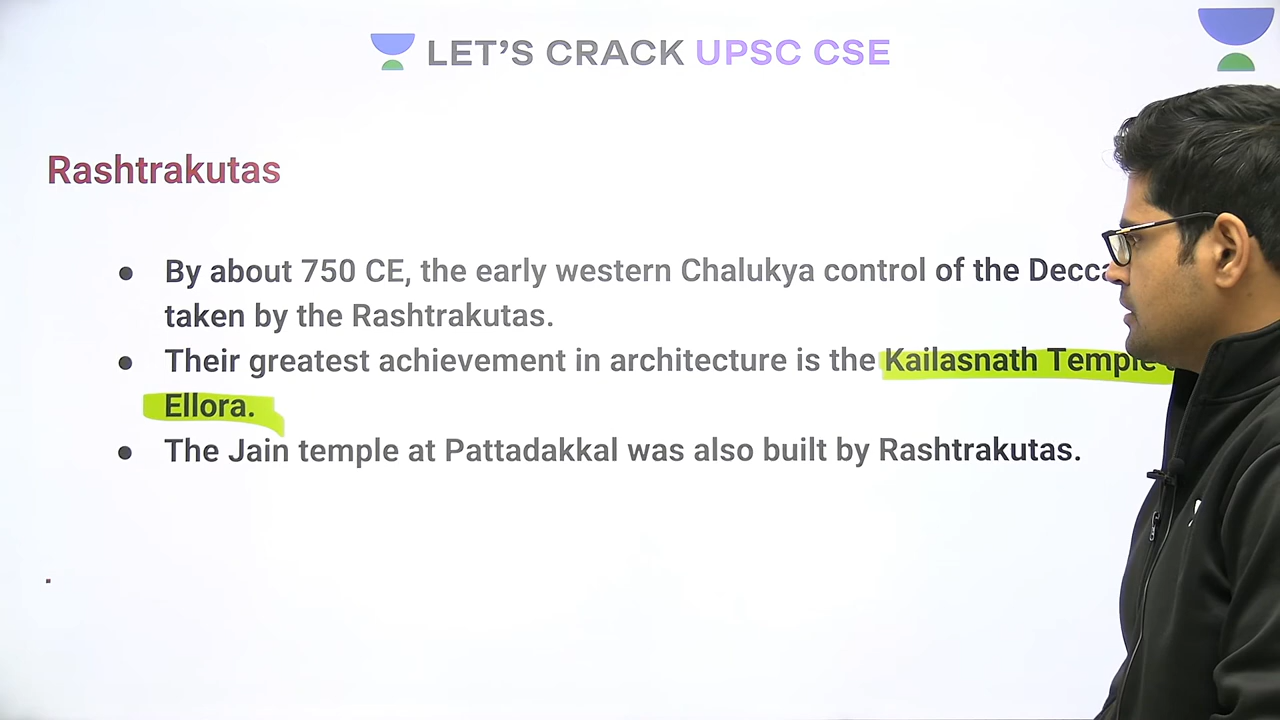 LET'S CRACK UPSC CSE
Rashtrakutas
● By about 750 CE, the early western Chalukya control of the
taken by the Rashtrakutas.
● Their greatest achievement in architecture is the Kailasnath Temple
Ellora.
● The Jain temple at Pattadakkal was also built by Rashtrakutas.